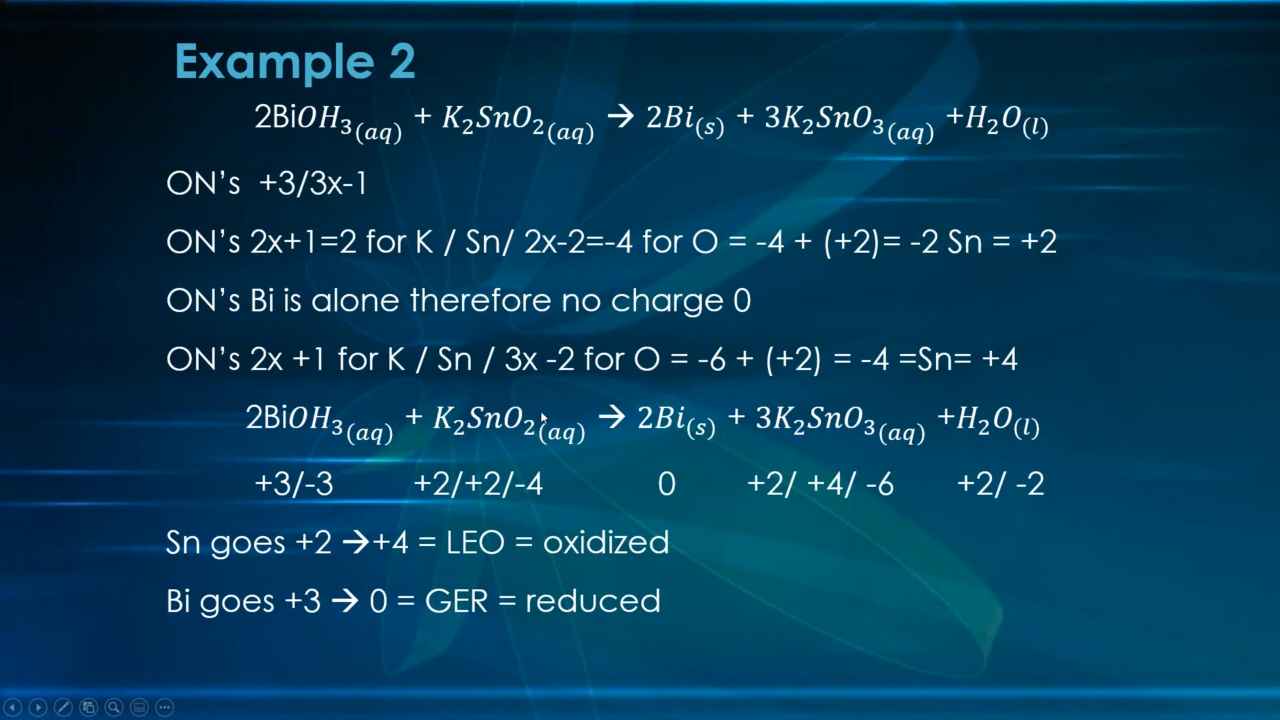 Example 2
2BiOH₃₍aq₎ + K₂SnO₂₍aq₎ → 2Bi₍s₎ + 3K₂SnO₃₍aq₎ +H₂O₍l₎
ON's +3/3x-1
ON's 2x+1=2 for K / Sn/ 2x-2=-4 for O = -4 + (+2)= -2 Sn = +2
ON's Bi is alone therefore no charge 0
ON's 2x +1 for K / Sn / 3x -2 for O = -6 + (+2) = -4 =Sn= +4
2BiOH₃₍aq₎ + K₂SnO₂₍aq₎ → 2Bi₍s₎ + 3K₂SnO₃₍aq₎ +H₂O₍l₎
+3/-3 +2/+2/-4 0 +2/ +4/ -6 +2/ -2
Sn goes +2 →+4 = LEO = oxidized
Bi goes +3 → 0 = GER = reduced